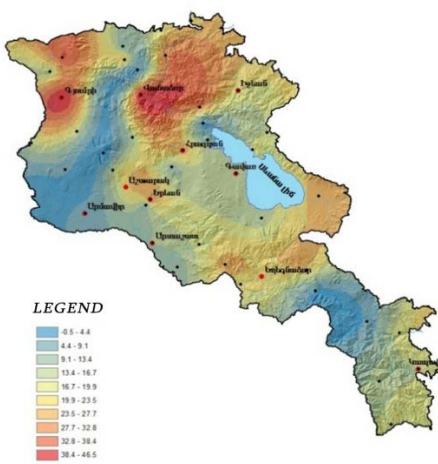 Գյումրի
Վանաձոր
Իջևան
Հրազդան
Գավառ
Սևանա լիճ
Աշտարակ
Երևան
Արմավիր
Արտաշատ
Եղեգնաձոր
LEGEND
-0.5 - 4.4
4.4 - 9.1
9.1 - 13.4
13.4 - 16.7
16.7 - 19.9
19.9 - 23.5
23.5 - 27.7
27.7 - 32.8
32.8 - 38.4
38.4 - 46.5